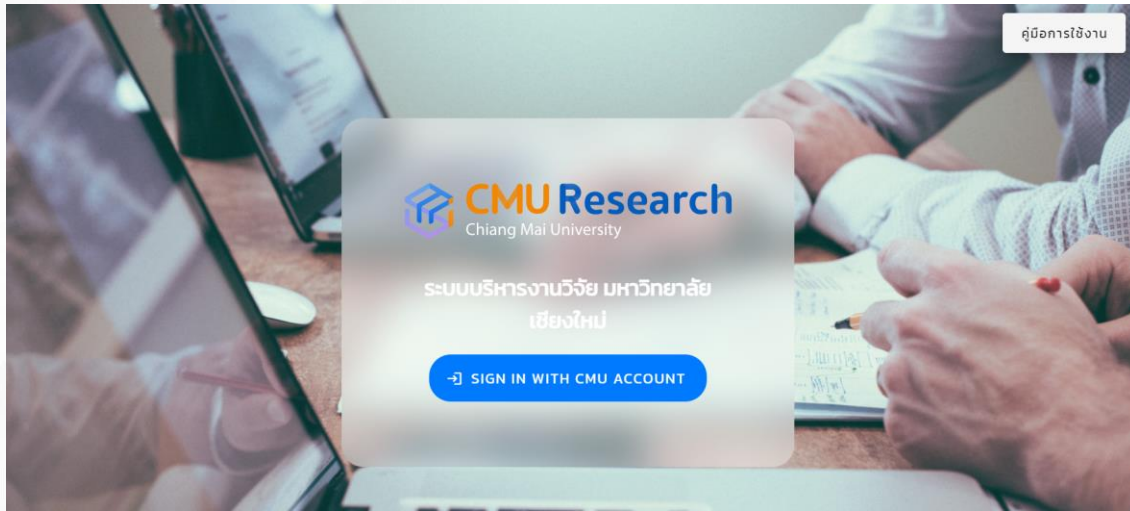 คู่มือการใช้งาน
CMU Research
Chiang Mai University
ระบบบริหารงานวิจัย มหาวิทยาลัย
เชียงใหม่
SIGN IN WITH CMU ACCOUNT